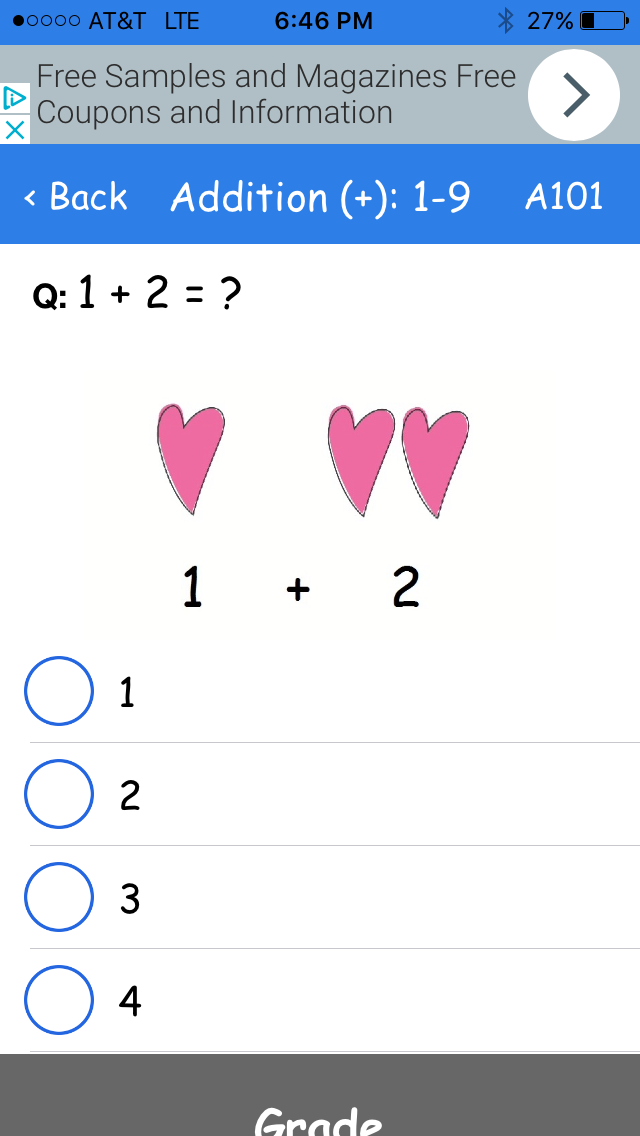 AT&T LTE 6:46 PM 27%
Free Samples and Magazines Free
Coupons and Information
< Back Addition (+): 1-9 A101
Q: 1 + 2 = ?
1 + 2
1
2
3
4
Grade